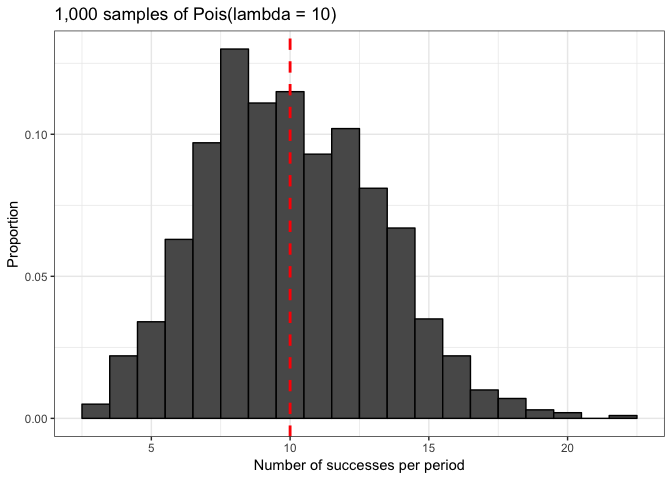 1,000 samples of Pois(lambda = 10)
Proportion
0.10
0.05
0.00
5 10 15 20
Number of successes per period